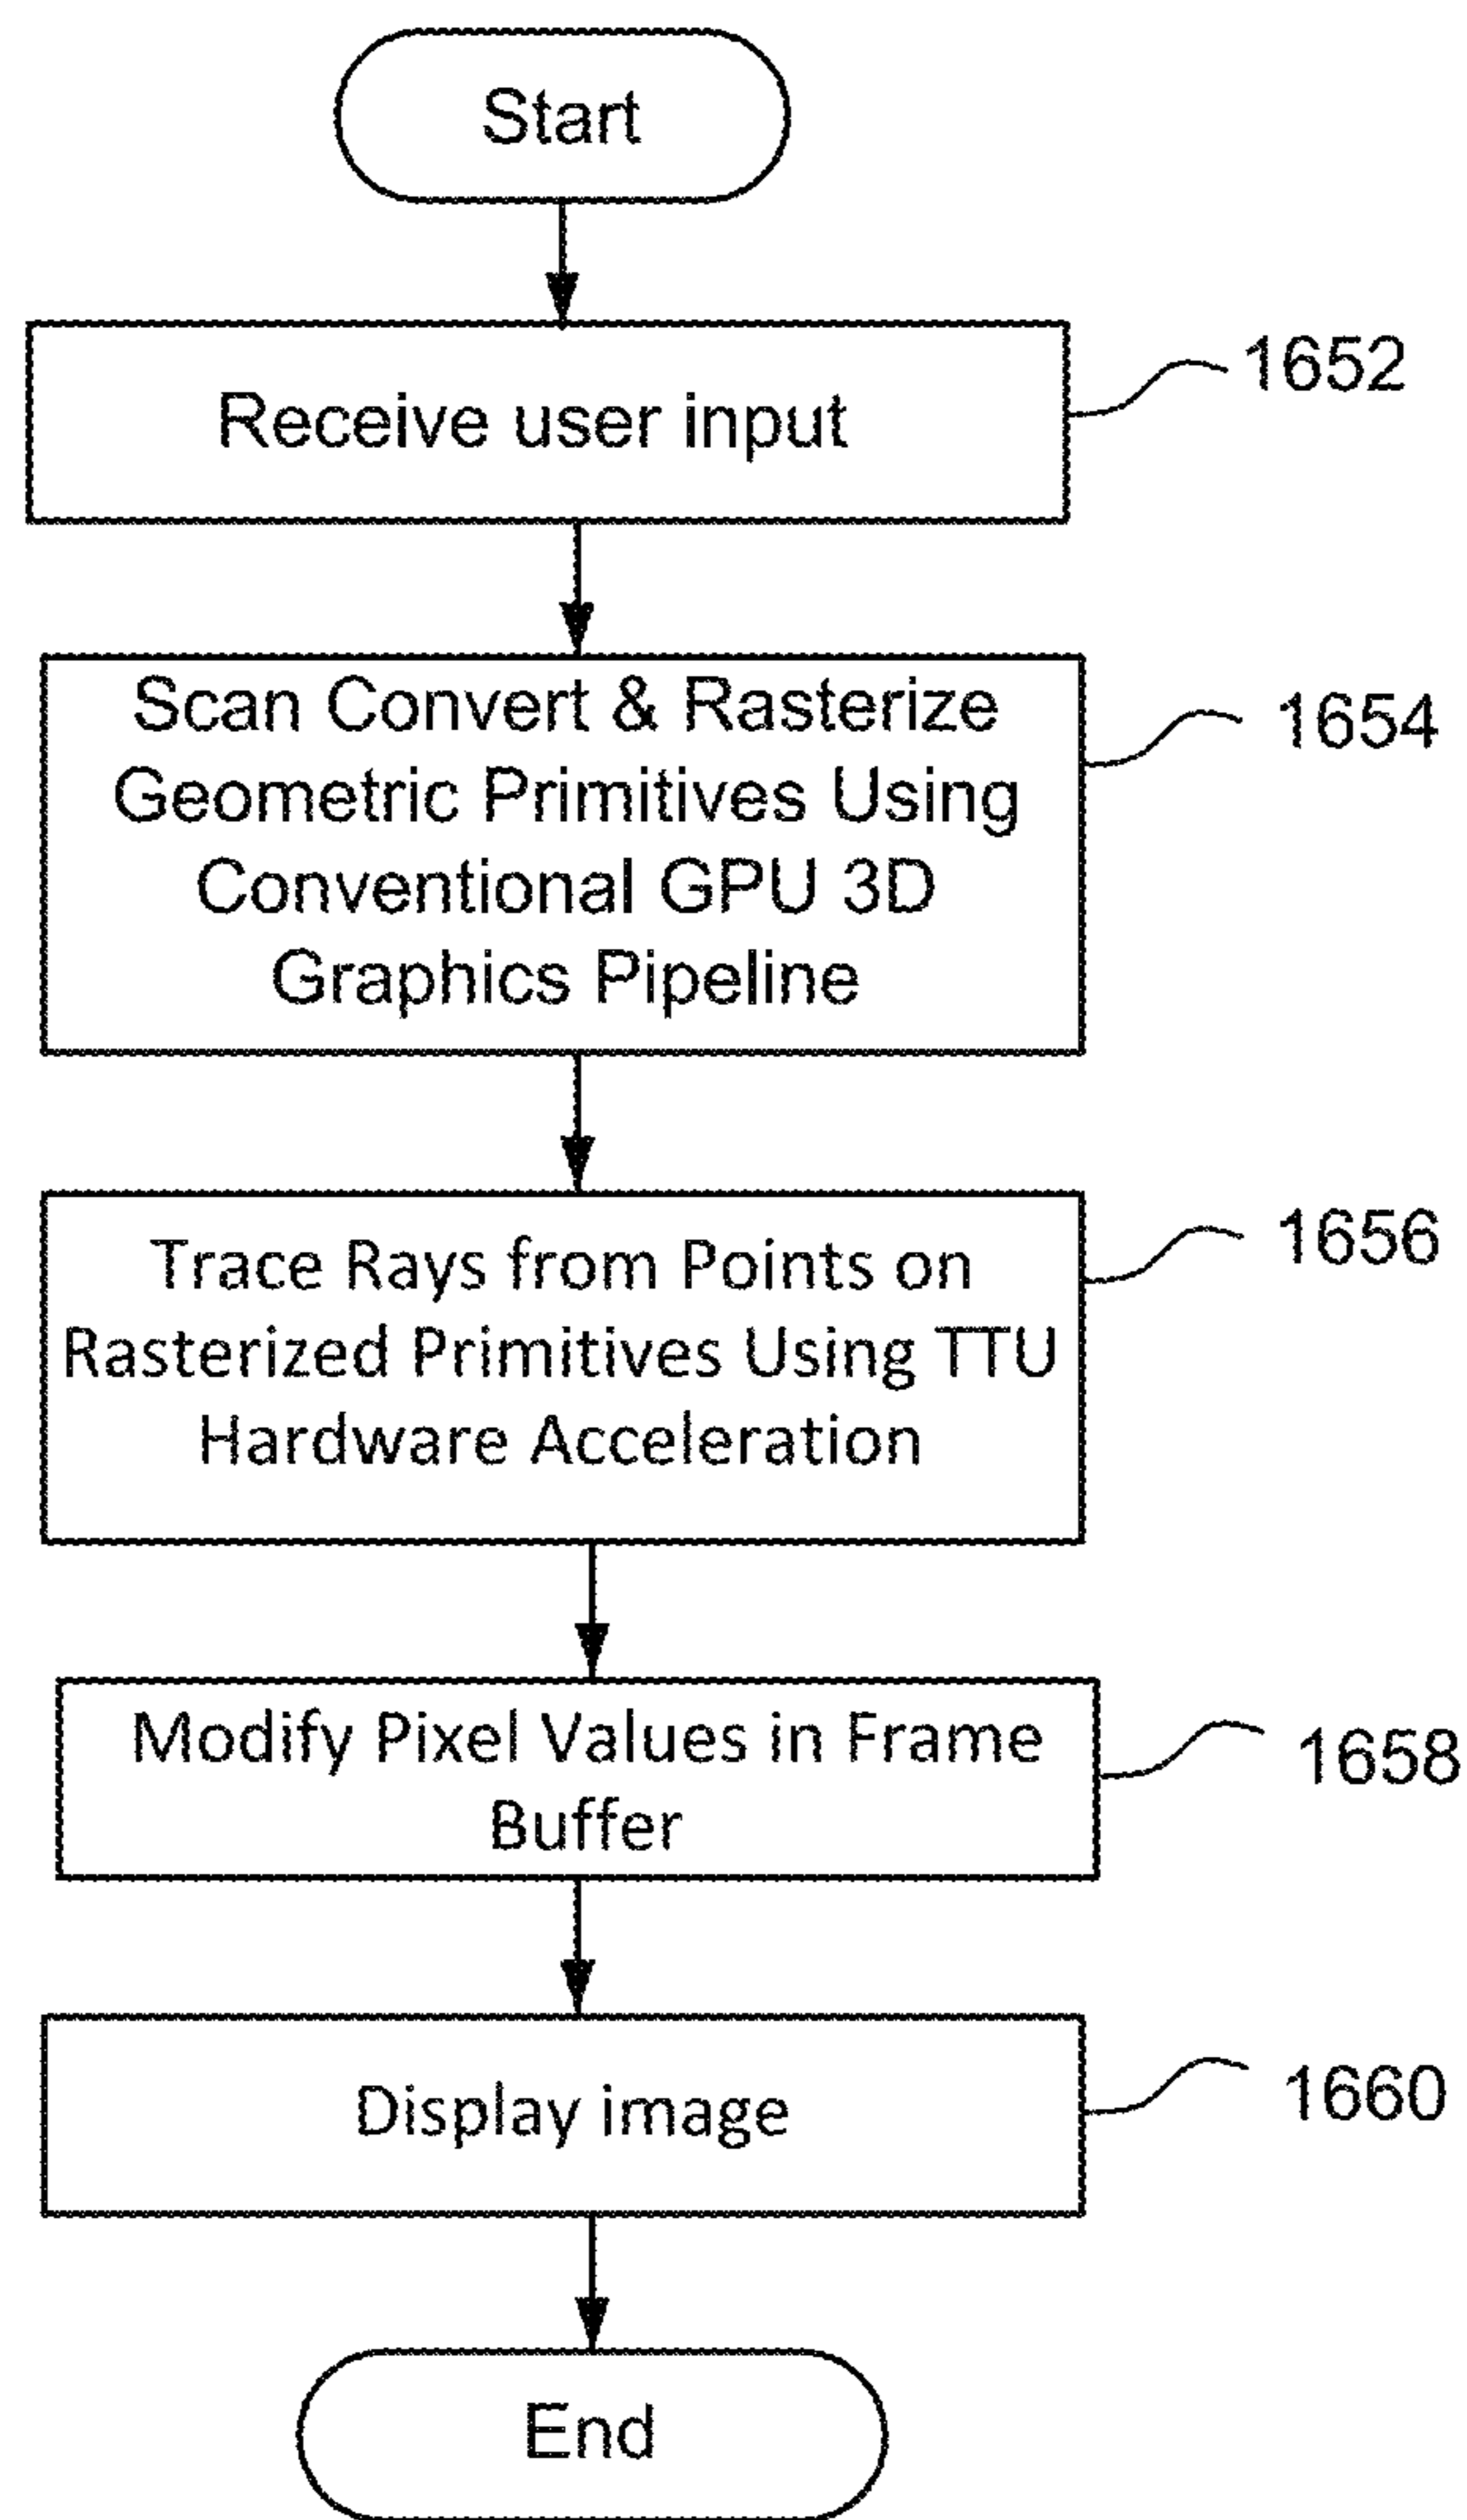 Start
Receive user input
1652
Scan Convert & Rasterize
Geometric Primitives Using
Conventional GPU 3D
Graphics Pipeline
1654
Trace Rays from Points on
Rasterized Primitives Using TTU
Hardware Acceleration
1656
Modify Pixel Values in Frame
Buffer
1658
Display image
1660
End